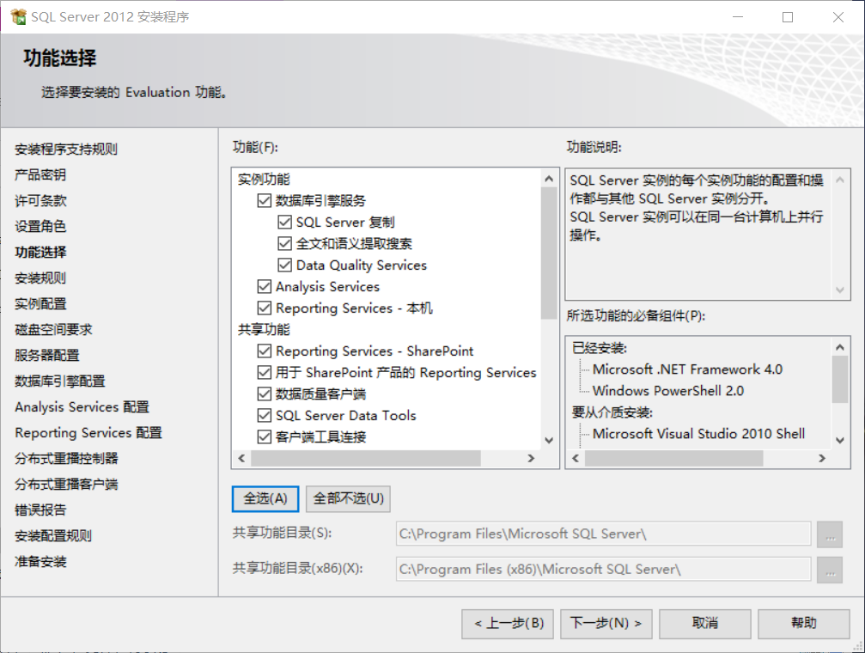 SQL Server 2012 安装程序
功能选择
选择要安装的 Evaluation 功能。
安装程序支持规则
产品密钥
许可条款
设置角色
功能选择
安装规则
实例配置
磁盘空间要求
服务器配置
数据库引擎配置
Analysis Services 配置
Reporting Services 配置
分布式重播控制器
分布式重播客户端
错误报告
安装配置规则
准备安装
功能(F):
实例功能
数据库引擎服务
SQL Server 复制
全文和语义提取搜索
Data Quality Services
Analysis Services
Reporting Services - 本机
共享功能
Reporting Services - SharePoint
用于 SharePoint 产品的 Reporting Services
数据质量客户端
SQL Server Data Tools
客户端工具连接
功能说明:
SQL Server 实例的每个实例功能的配置和操
作都与其他 SQL Server 实例分开。
SQL Server 实例可以在同一台计算机上并行
操作。
所选功能的必备组件(P):
已经安装:
Microsoft .NET Framework 4.0
Windows PowerShell 2.0
要从介质安装:
Microsoft Visual Studio 2010 Shell
全选(A)
全部不选(U)
共享功能目录(S):
C:\Program Files\Microsoft SQL Server\
...
共享功能目录(x86)(X):
C:\Program Files (x86)\Microsoft SQL Server\
...
< 上一步(B)
下一步(N) >
取消
帮助